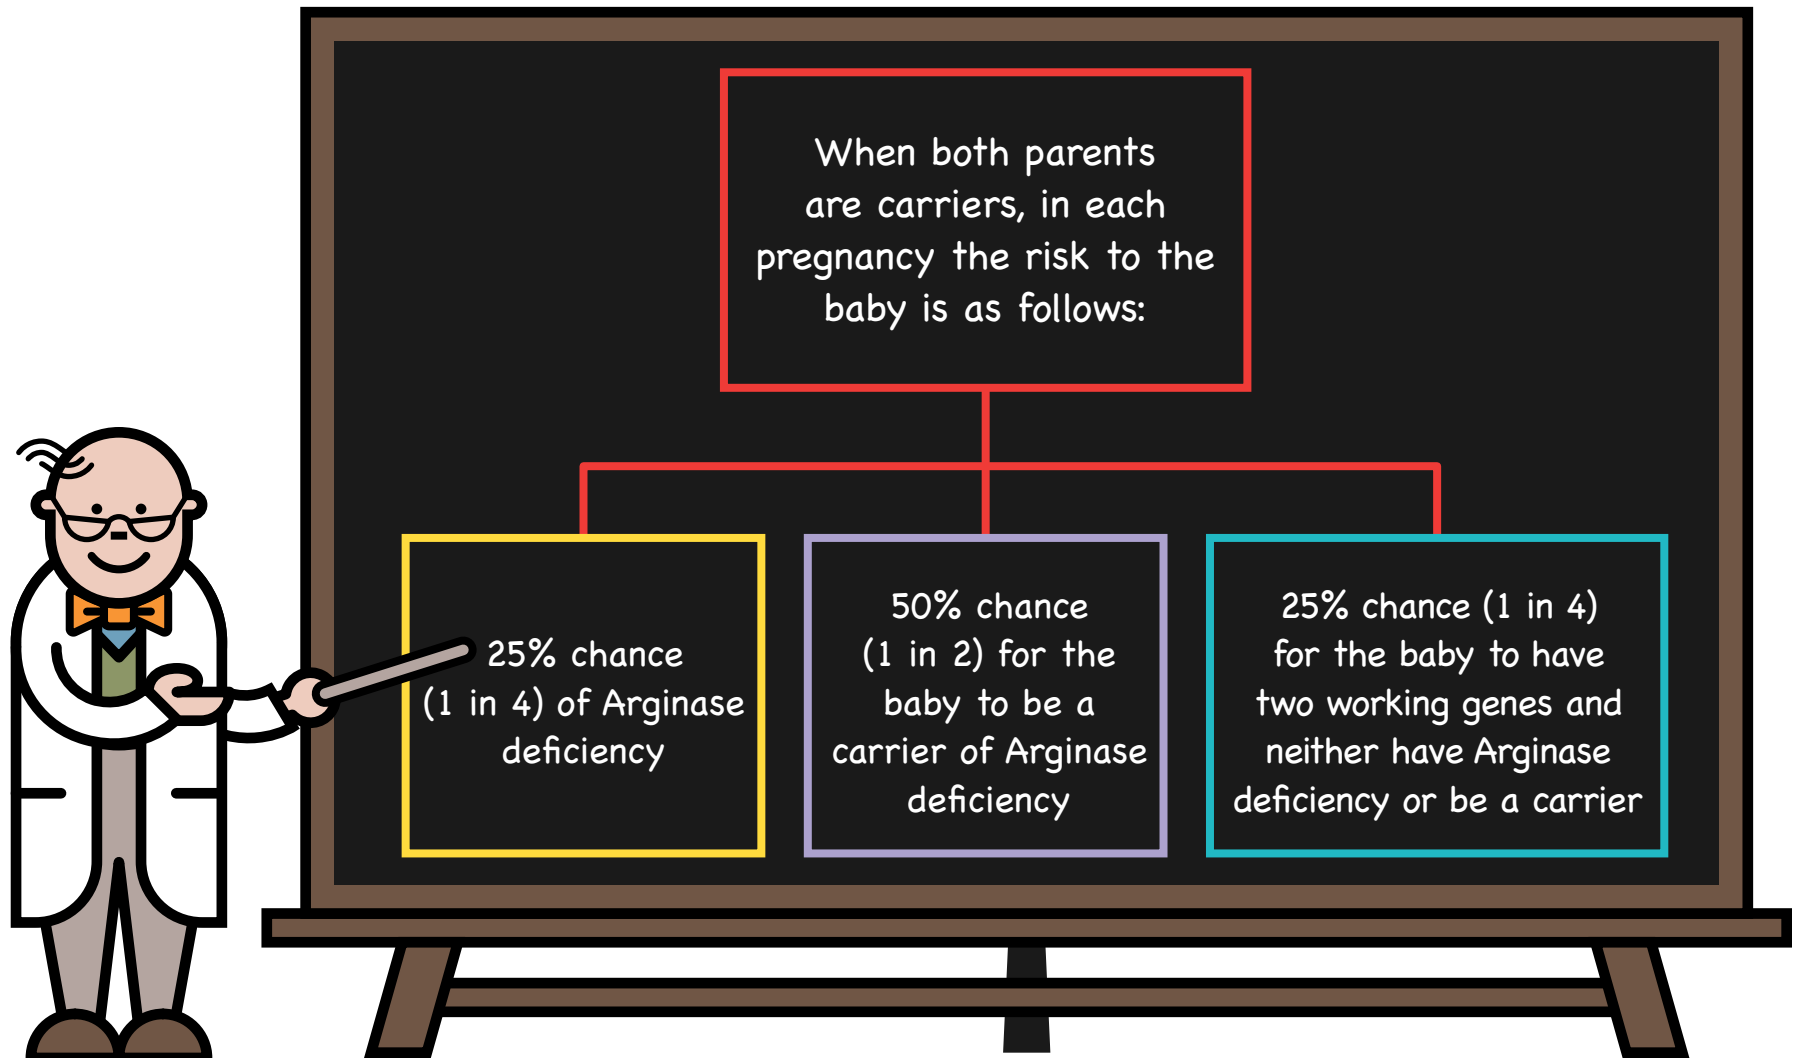 When both parents
are carriers, in each
pregnancy the risk to the
baby is as follows:
25% chance
(1 in 4) of Arginase
deficiency
50% chance
(1 in 2) for the
baby to be a
carrier of Arginase
deficiency
25% chance (1 in 4)
for the baby to have
two working genes and
neither have Arginase
deficiency or be a carrier